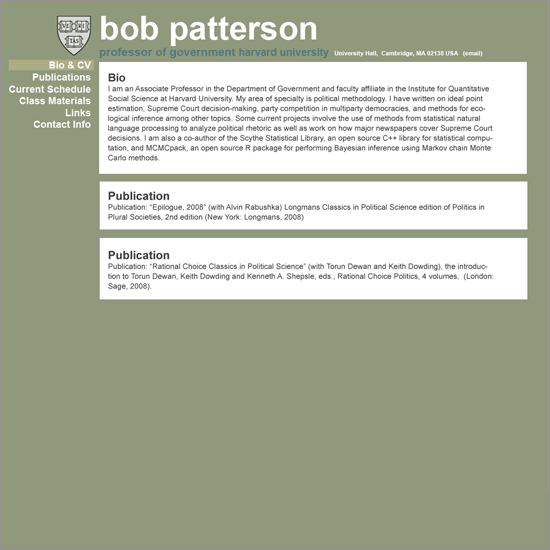 VE RI
TAS
bob patterson
professor of government harvard university University Hall, Cambridge, MA 02138 USA (email)
Bio & CV
Publications
Current Schedule
Class Materials
Links
Contact Info
Bio
I am an Associate Professor in the Department of Government and faculty affiliate in the Institute for Quantitative
Social Science at Harvard University. My area of specialty is political methodology. I have written on ideal point
estimation, Supreme Court decision-making, party competition in multiparty democracies, and methods for eco-
logical inference among other topics. Some current projects involve the use of methods from statistical natural
language processing to analyze political rhetoric as well as work on how major newspapers cover Supreme Court
decisions. I am also a co-author of the Scythe Statistical Library, an open source C++ library for statistical compu-
tation, and MCMCpack, an open source R package for performing Bayesian inference using Markov chain Monte
Carlo methods.
Publication
Publication: “Epilogue, 2008” (with Alvin Rabushka) Longmans Classics in Political Science edition of Politics in
Plural Societies, 2nd edition (New York: Longmans, 2008)
Publication
Publication: “Rational Choice Classics in Political Science” (with Torun Dewan and Keith Dowding), the introduc-
tion to Torun Dewan, Keith Dowding and Kenneth A. Shepsle, eds., Rational Choice Politics, 4 volumes, (London:
Sage, 2008).